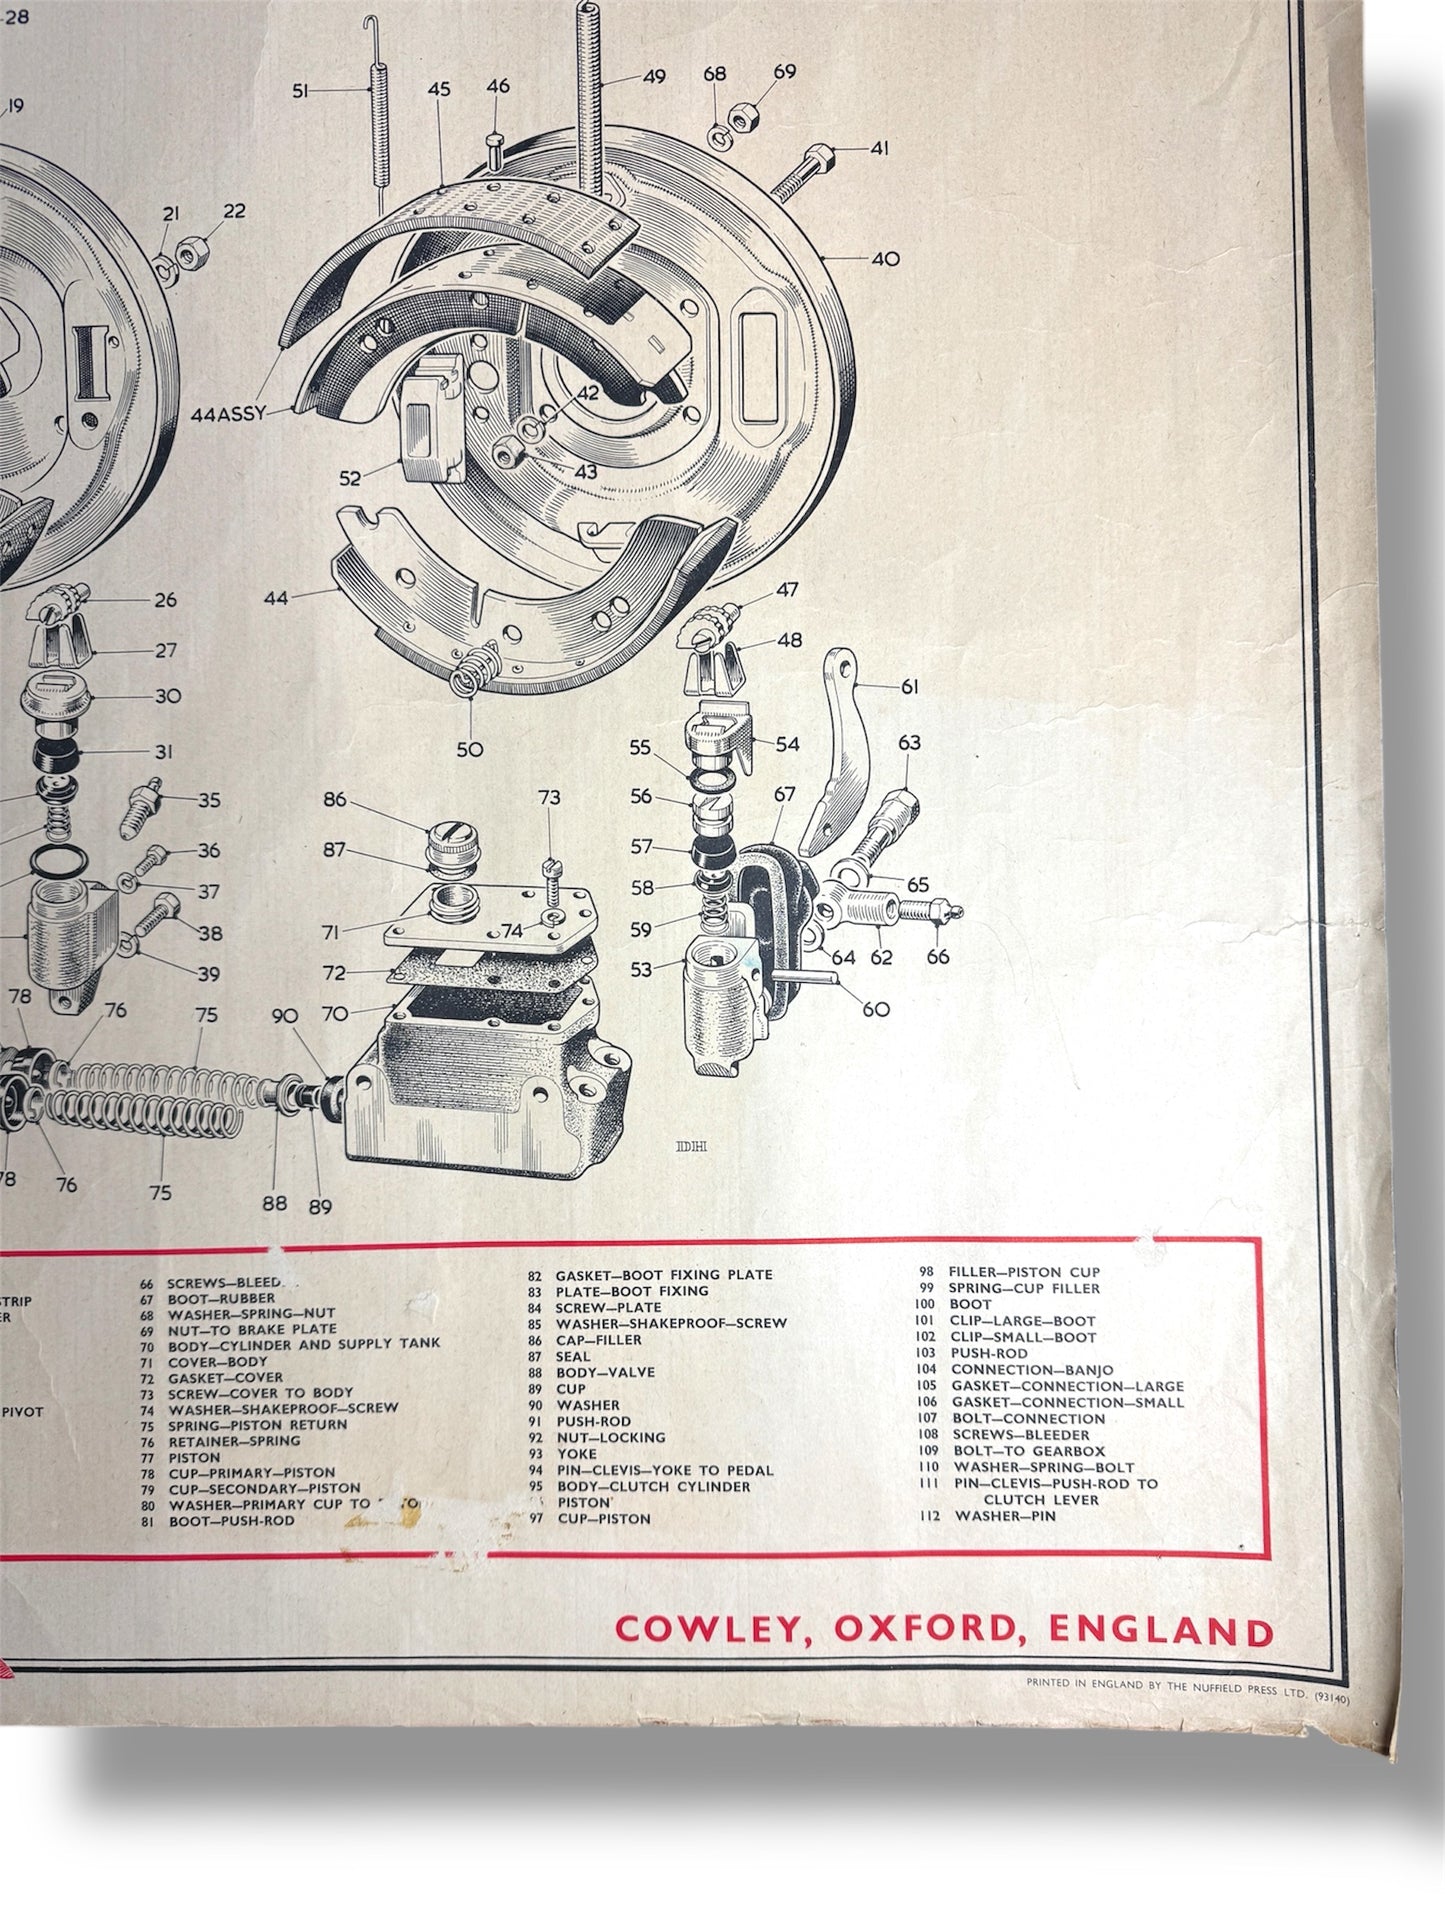 -28
19
51
45
46
49
68
69
41
21
22
40
44ASSY
42
43
52
26
44
47
27
48
30
61
50
55
54
63
31
35
86
73
56
67
36
87
57
37
58
65
38
71
74
59
39
72
53
64
62
66
78
76
75
90
70
60
78
76
75
88
89
IDH
STRIP
ER
PIVOT
66 SCREWS—BLEED
67 BOOT—RUBBER
68 WASHER—SPRING—NUT
69 NUT—TO BRAKE PLATE
70 BODY—CYLINDER AND SUPPLY TANK
71 COVER—BODY
72 GASKET—COVER
73 SCREW—COVER TO BODY
74 WASHER—SHAKEPROOF—SCREW
75 SPRING—PISTON RETURN
76 RETAINER—SPRING
77 PISTON
78 CUP—PRIMARY—PISTON
79 CUP—SECONDARY—PISTON
80 WASHER—PRIMARY CUP TO
81 BOOT—PUSH-ROD
82 GASKET—BOOT FIXING PLATE
83 PLATE—BOOT FIXING
84 SCREW—PLATE
85 WASHER—SHAKEPROOF—SCREW
86 CAP—FILLER
87 SEAL
88 BODY—VALVE
89 CUP
90 WASHER
91 PUSH-ROD
92 NUT—LOCKING
93 YOKE
94 PIN—CLEVIS—YOKE TO PEDAL
95 BODY—CLUTCH CYLINDER
PISTON
97 CUP—PISTON
98 FILLER—PISTON CUP
99 SPRING—CUP FILLER
100 BOOT
101 CLIP—LARGE—BOOT
102 CLIP—SMALL—BOOT
103 PUSH-ROD
104 CONNECTION—BANJO
105 GASKET—CONNECTION—LARGE
106 GASKET—CONNECTION—SMALL
107 BOLT—CONNECTION
108 SCREWS—BLEEDER
109 BOLT—TO GEARBOX
110 WASHER—SPRING—BOLT
111 PIN—CLEVIS—PUSH-ROD TO
CLUTCH LEVER
112 WASHER—PIN
COWLEY, OXFORD, ENGLAND
PRINTED IN ENGLAND BY THE NUFFIELD PRESS LTD. (93140)